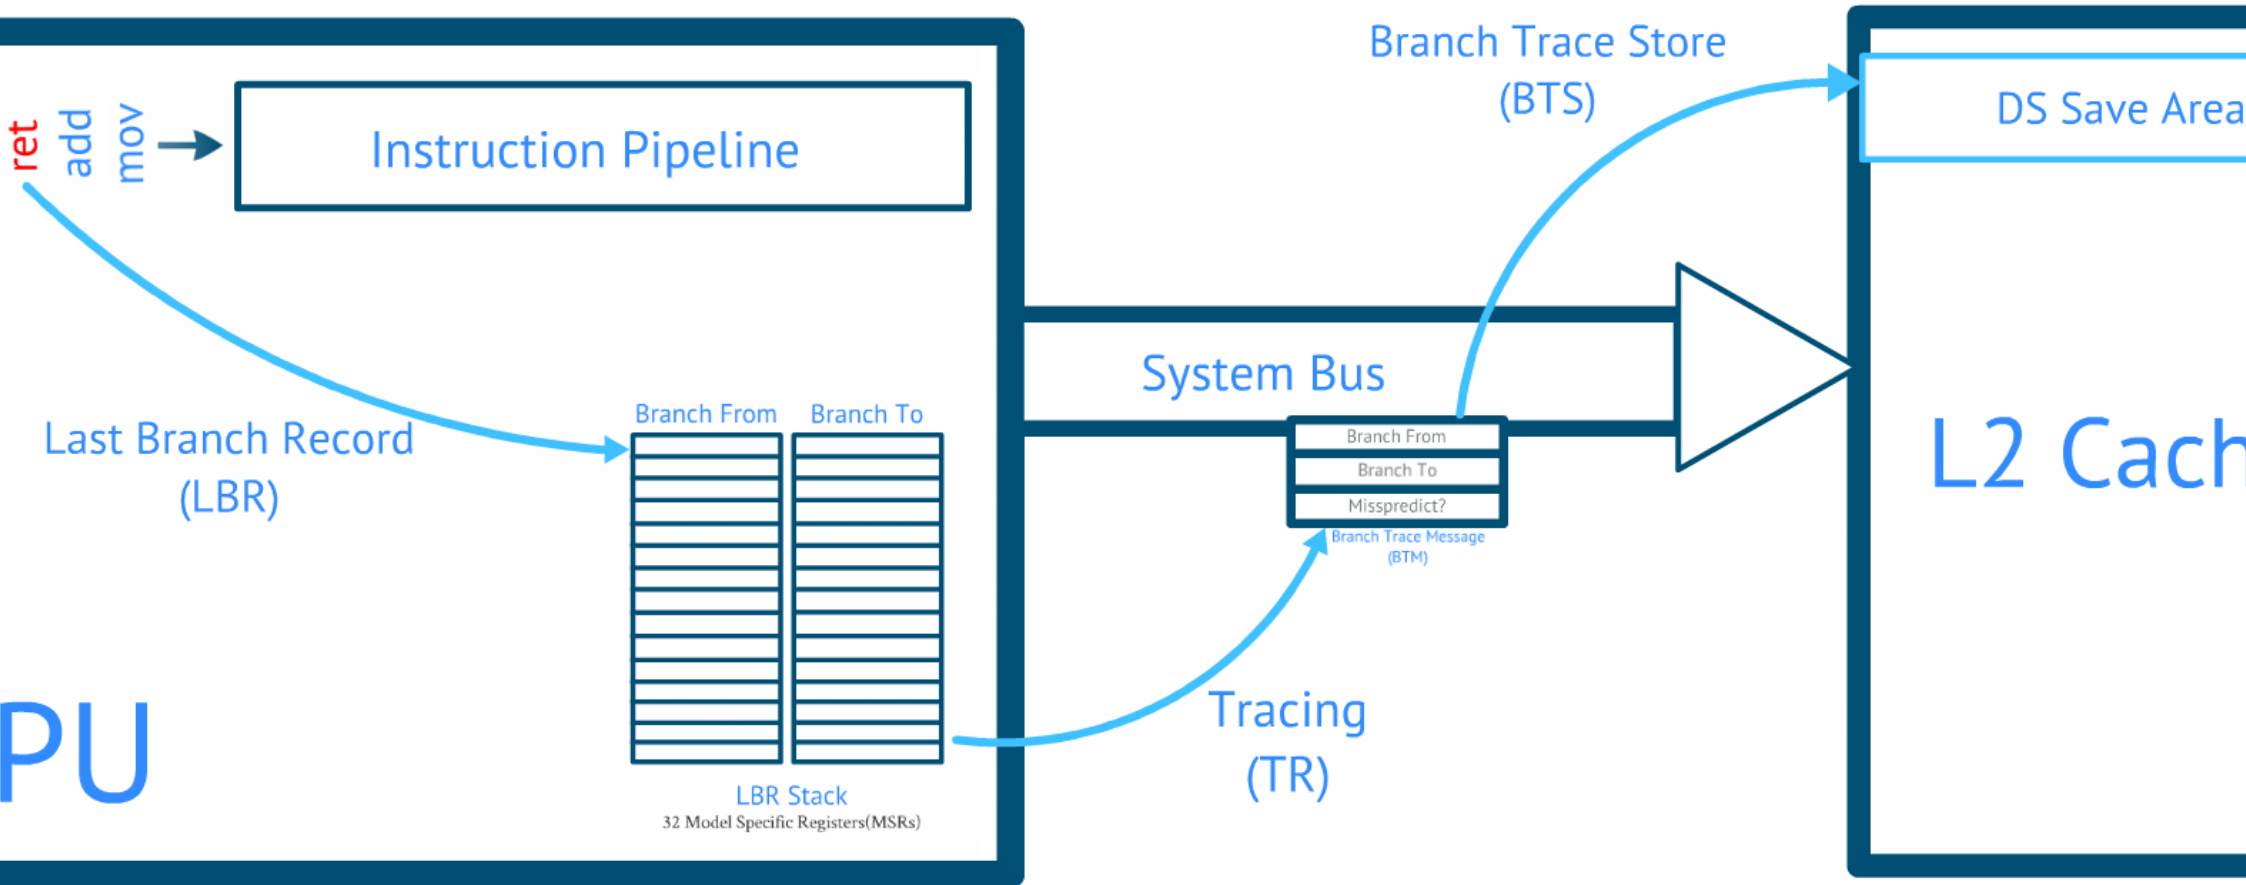 ret
add
mov
Instruction Pipeline
Last Branch Record
(LBR)
Branch From
Branch To
LBR Stack
32 Model Specific Registers(MSRs)
PU
System Bus
Branch From
Branch To
Misspredict?
Branch Trace Message
(BTM)
Tracing
(TR)
Branch Trace Store
(BTS)
DS Save Area
L2 Cach